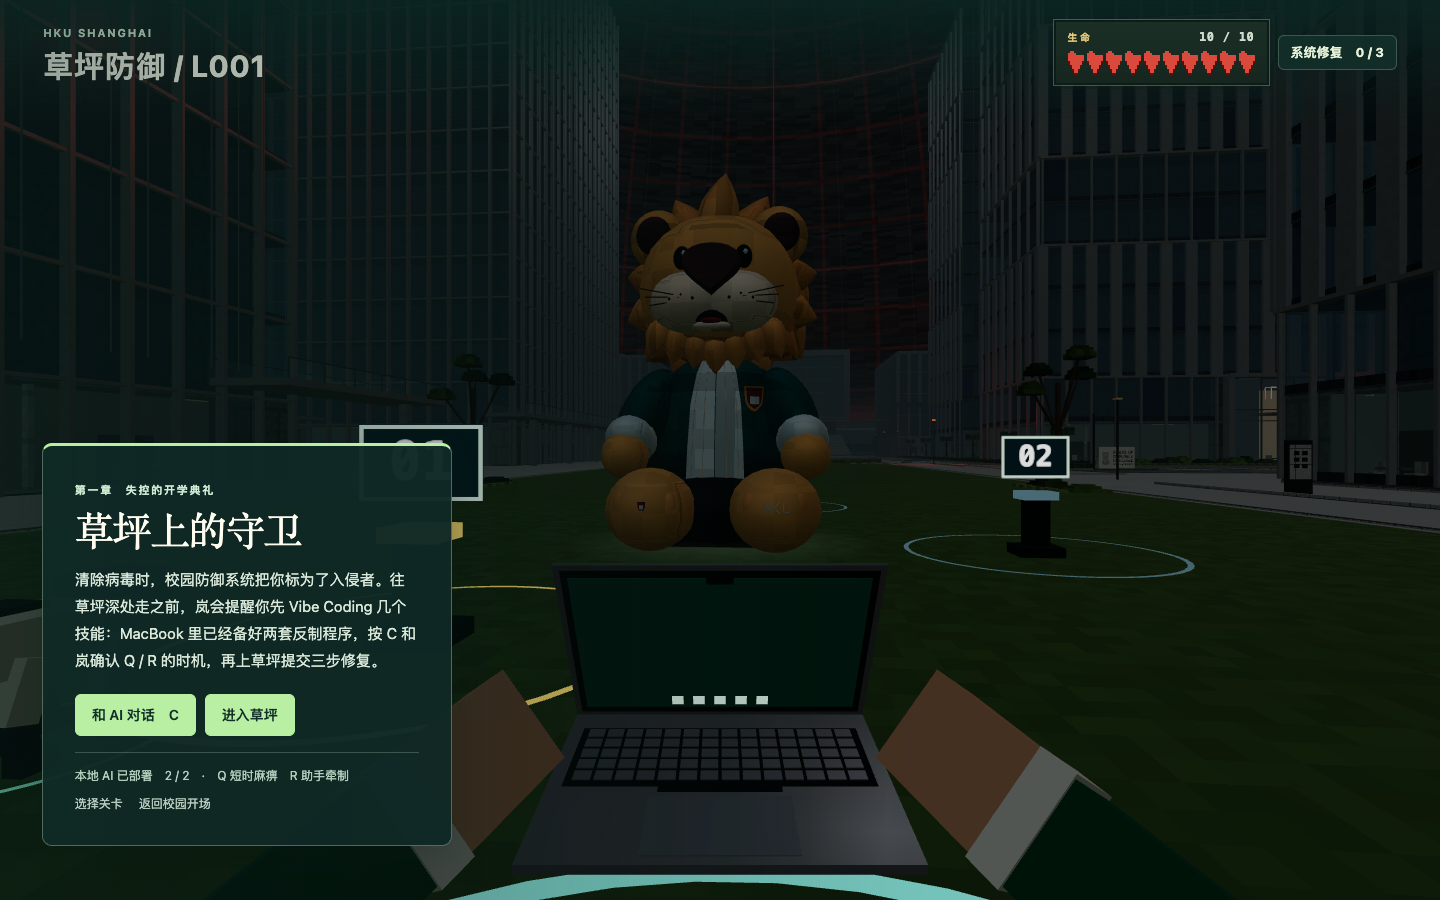 HKU SHANGHAI
草坪防御 / L001
生命 10 / 10
系统修复 0 / 3
01
02
第一章 失控的开学典礼
草坪上的守卫
清除病毒时，校园防御系统把你标为了入侵者。往
草坪深处走之前，岚会提醒你先 Vibe Coding 几个
技能：MacBook 里已经备好两套反制程序，按 C 和
岚确认 Q / R 的时机，再上草坪提交三步修复。
和 AI 对话 C
进入草坪
本地 AI 已部署 2 / 2 · Q 短时麻痹 R 助手牵制
选择关卡 返回校园开场
HKU